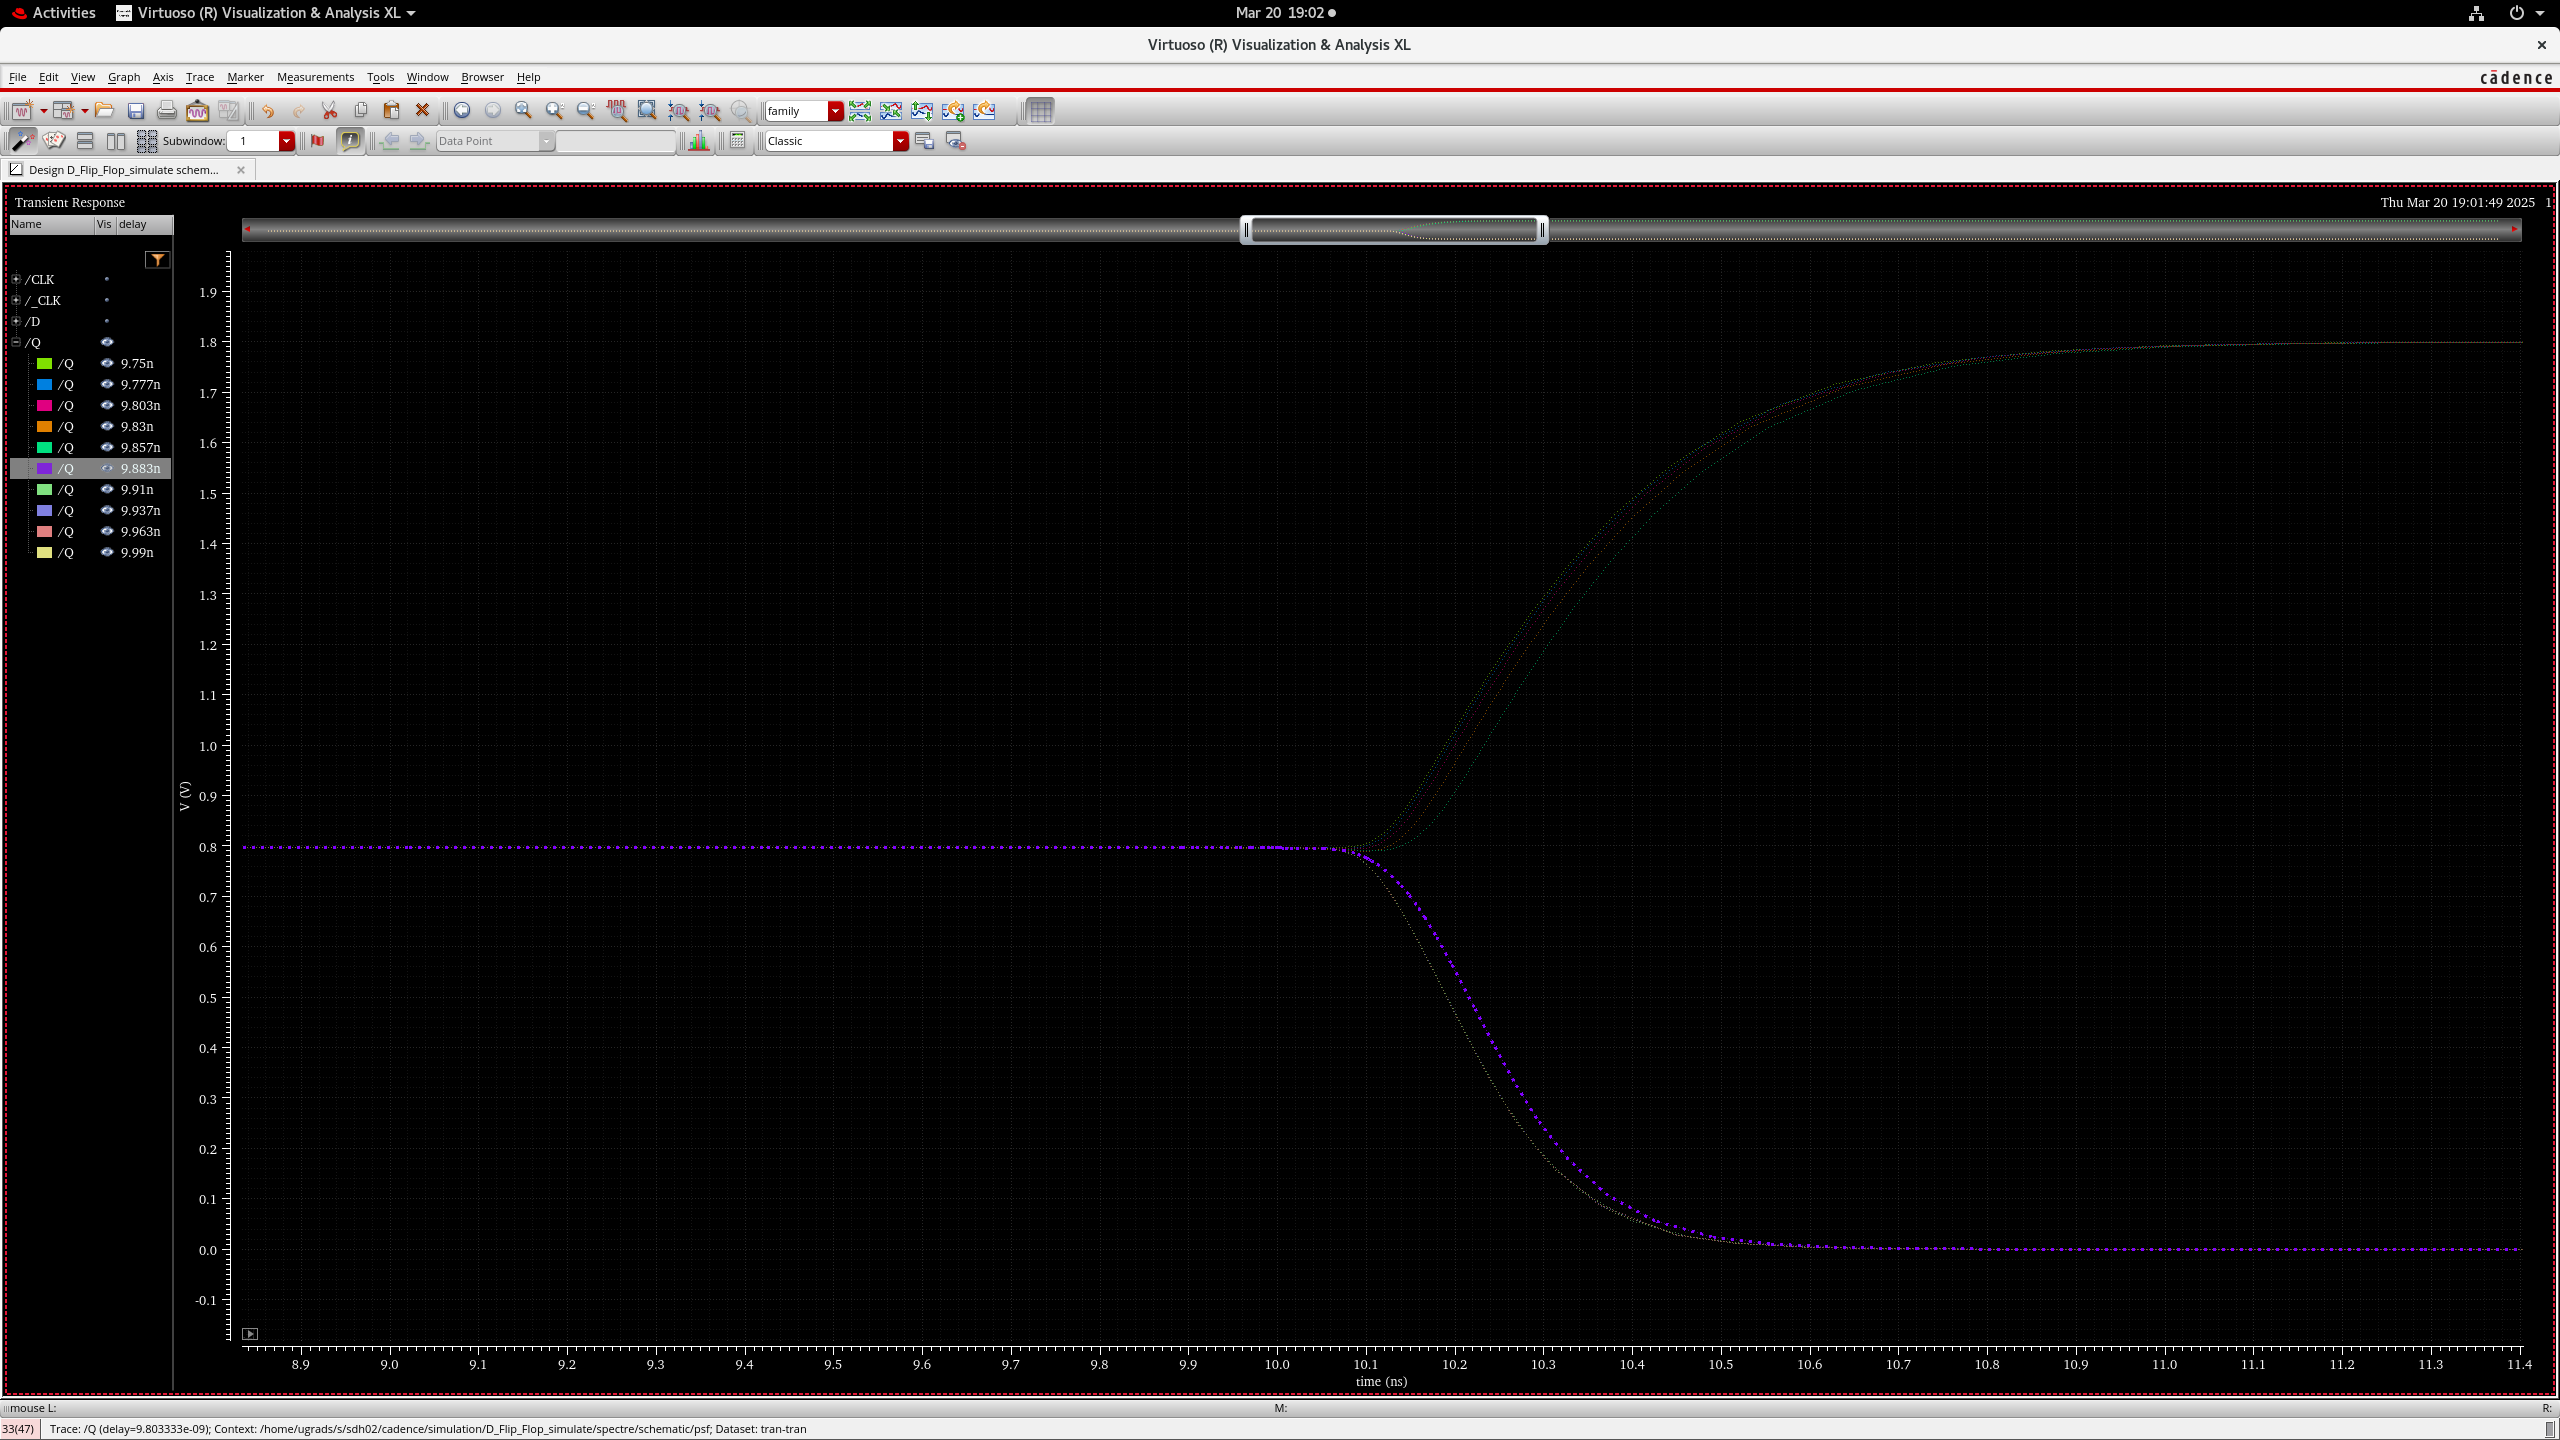 Activities Virtuoso (R) Visualization & Analysis XL Mar 20 19:02
Virtuoso (R) Visualization & Analysis XL
File Edit View Graph Axis Trace Marker Measurements Tools Window Browser Help cādence
family
Subwindow: 1 Data Point Classic
Design D_Flip_Flop_simulate schem...
Transient Response Thu Mar 20 19:01:49 2025 1
Name Vis delay
/CLK
/_CLK
/D
/Q
/Q 9.75n
/Q 9.777n
/Q 9.803n
/Q 9.83n
/Q 9.857n
/Q 9.883n
/Q 9.91n
/Q 9.937n
/Q 9.963n
/Q 9.99n
1.9
1.8
1.7
1.6
1.5
1.4
1.3
1.2
1.1
1.0
0.9
0.8
0.7
0.6
0.5
0.4
0.3
0.2
0.1
0.0
-0.1
V (V)
8.9 9.0 9.1 9.2 9.3 9.4 9.5 9.6 9.7 9.8 9.9 10.0 10.1 10.2 10.3 10.4 10.5 10.6 10.7 10.8 10.9 11.0 11.1 11.2 11.3 11.4
time (ns)
mouse L: M: R:
33(47) Trace: /Q (delay=9.803333e-09); Context: /home/ugrads/s/sdh02/cadence/simulation/D_Flip_Flop_simulate/spectre/schematic/psf; Dataset: tran-tran